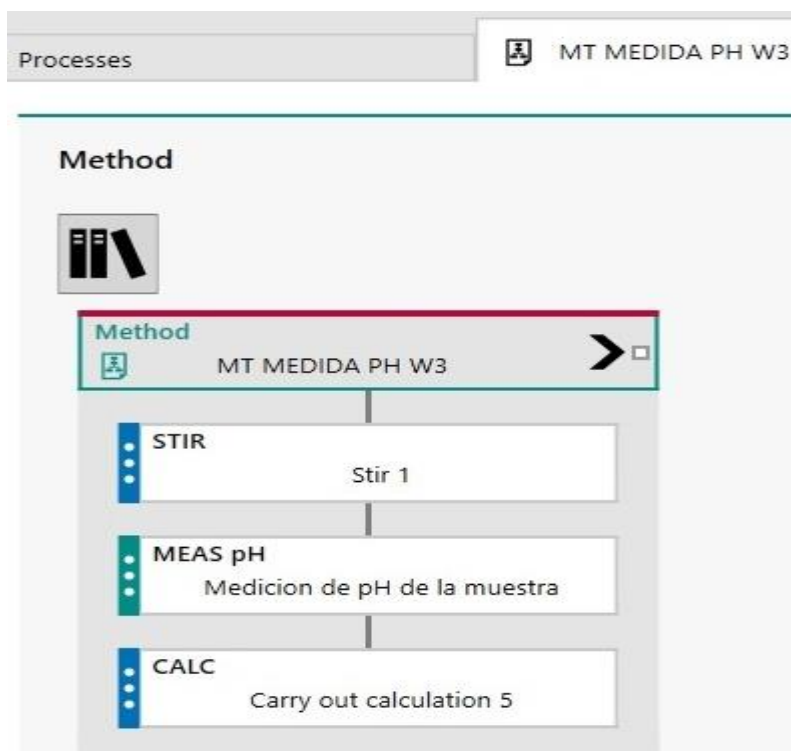 Processes
MT MEDIDA PH W3
Method
Method
MT MEDIDA PH W3
STIR
Stir 1
MEAS pH
Medicion de pH de la muestra
CALC
Carry out calculation 5